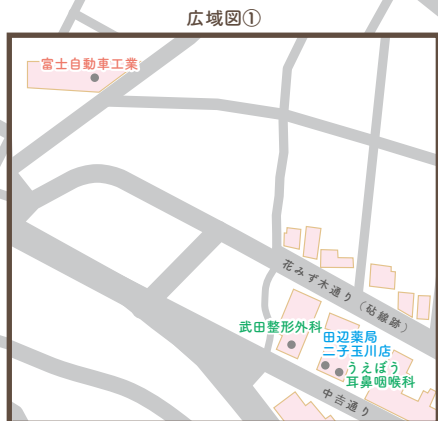 広域図①
富士自動車工業
花みず木通り（砧線跡）
武田整形外科
田辺薬局
二子玉川店
うえぼう
耳鼻咽喉科
中吉通り